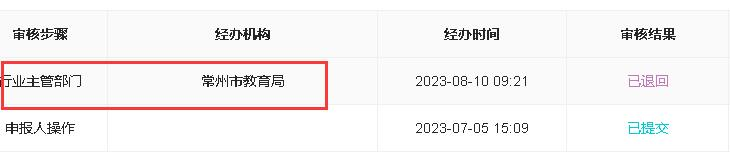 审核步骤 经办机构 经办时间 审核结果
行业主管部门 常州市教育局 2023-08-10 09:21 已退回
申报人操作 2023-07-05 15:09 已提交